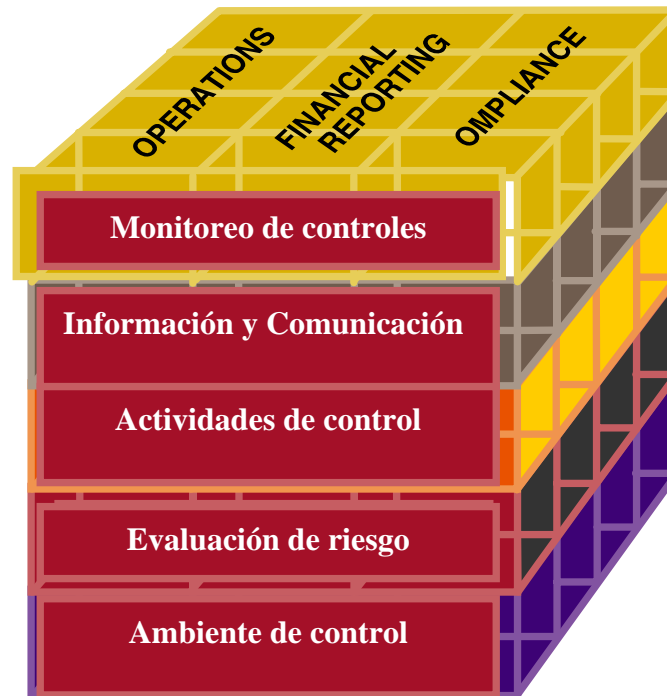 OPERATIONS
FINANCIAL
REPORTING
OMPLIANCE
Monitoreo de controles
Información y Comunicación
Actividades de control
Evaluación de riesgo
Ambiente de control